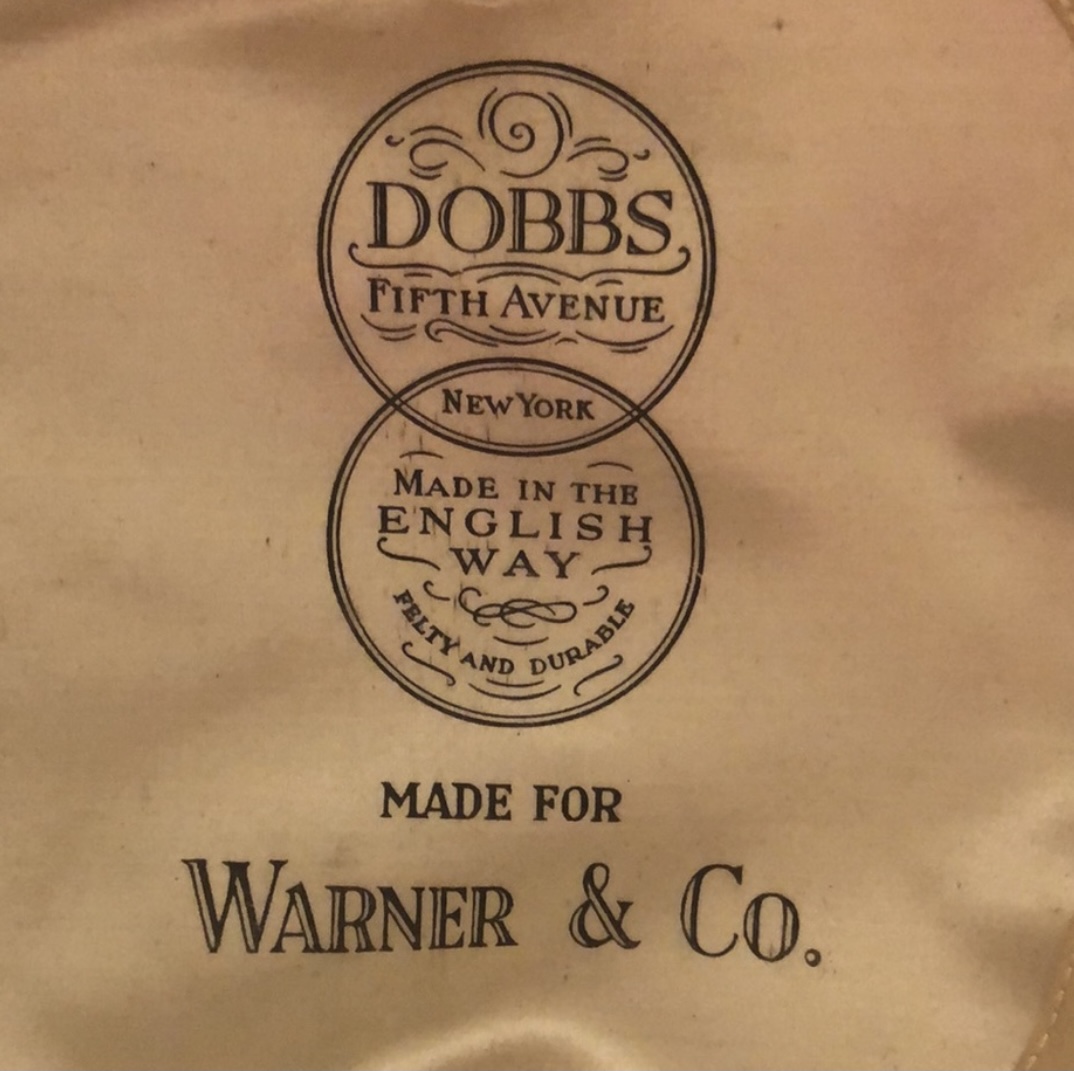 DOBBS
FIFTH AVENUE
NEW YORK
MADE IN THE
ENGLISH
WAY
FELTY AND DURABLE
MADE FOR
WARNER & CO.